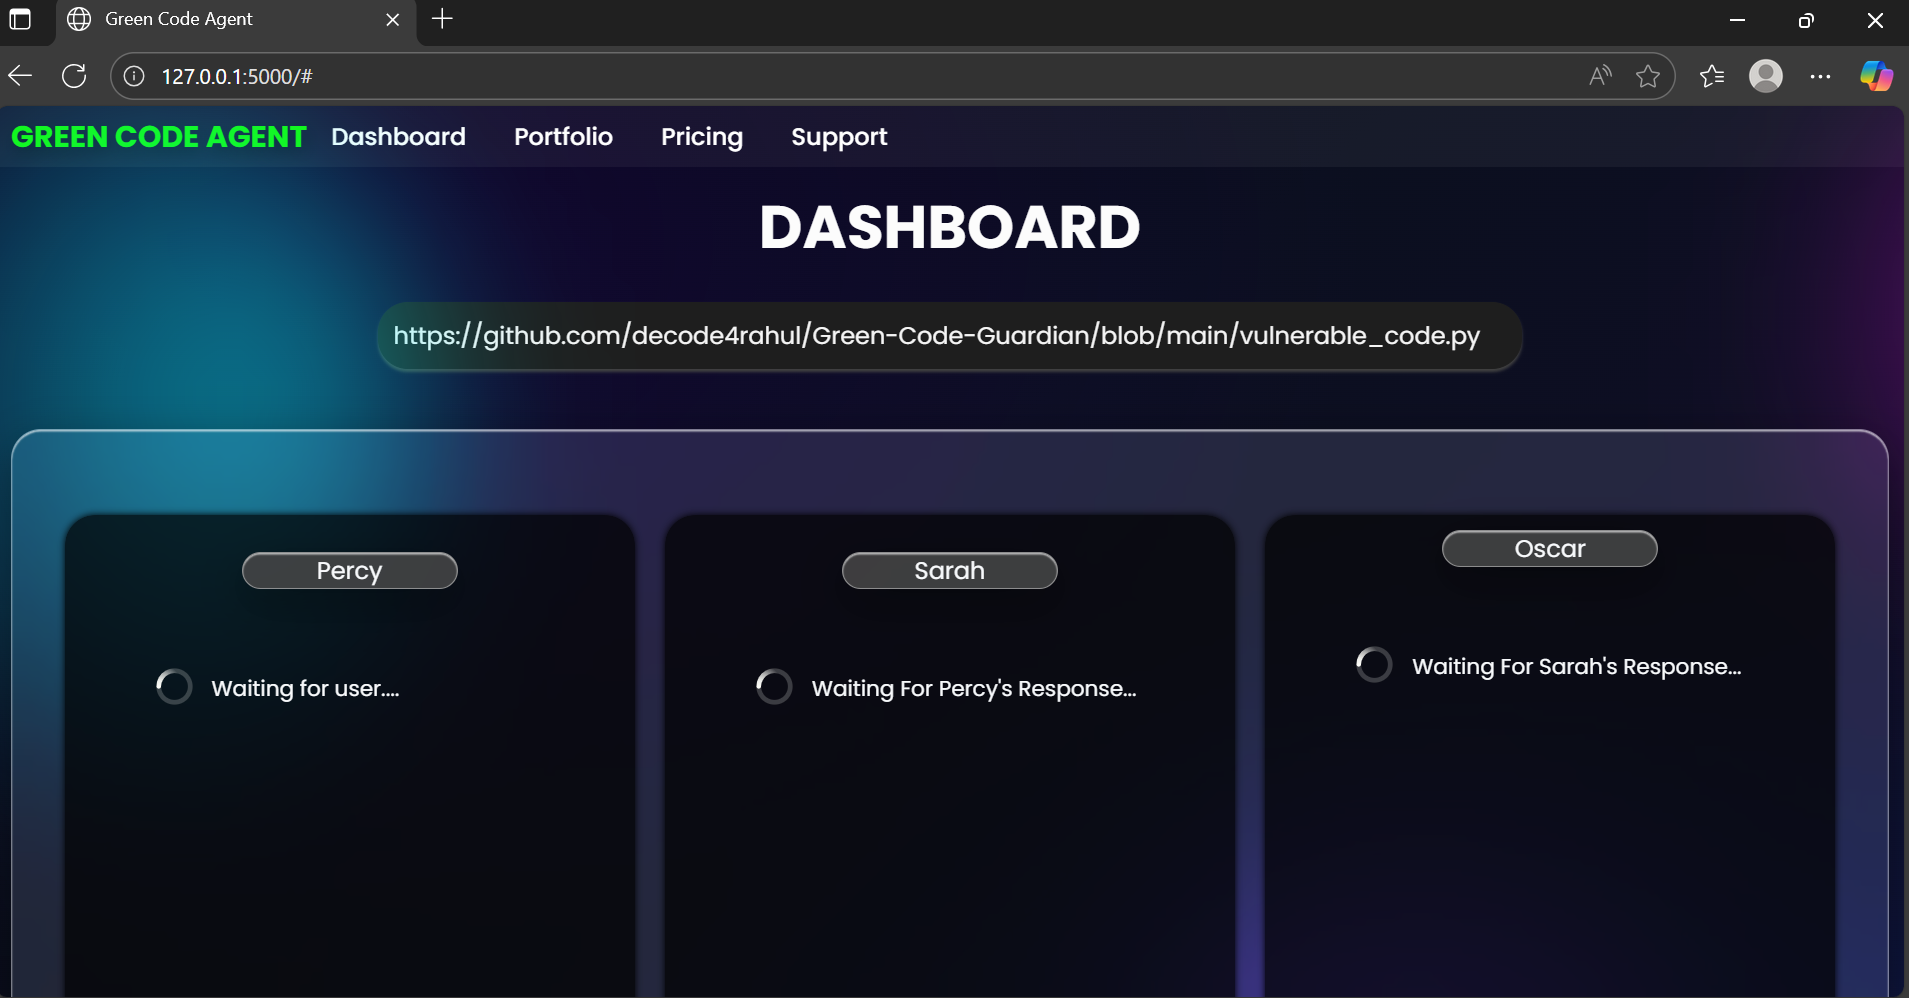 Green Code Agent
127.0.0.1:5000/#
GREEN CODE AGENT Dashboard Portfolio Pricing Support
DASHBOARD
https://github.com/decode4rahul/Green-Code-Guardian/blob/main/vulnerable_code.py
Percy
Waiting for user....
Sarah
Waiting For Percy's Response...
Oscar
Waiting For Sarah's Response...